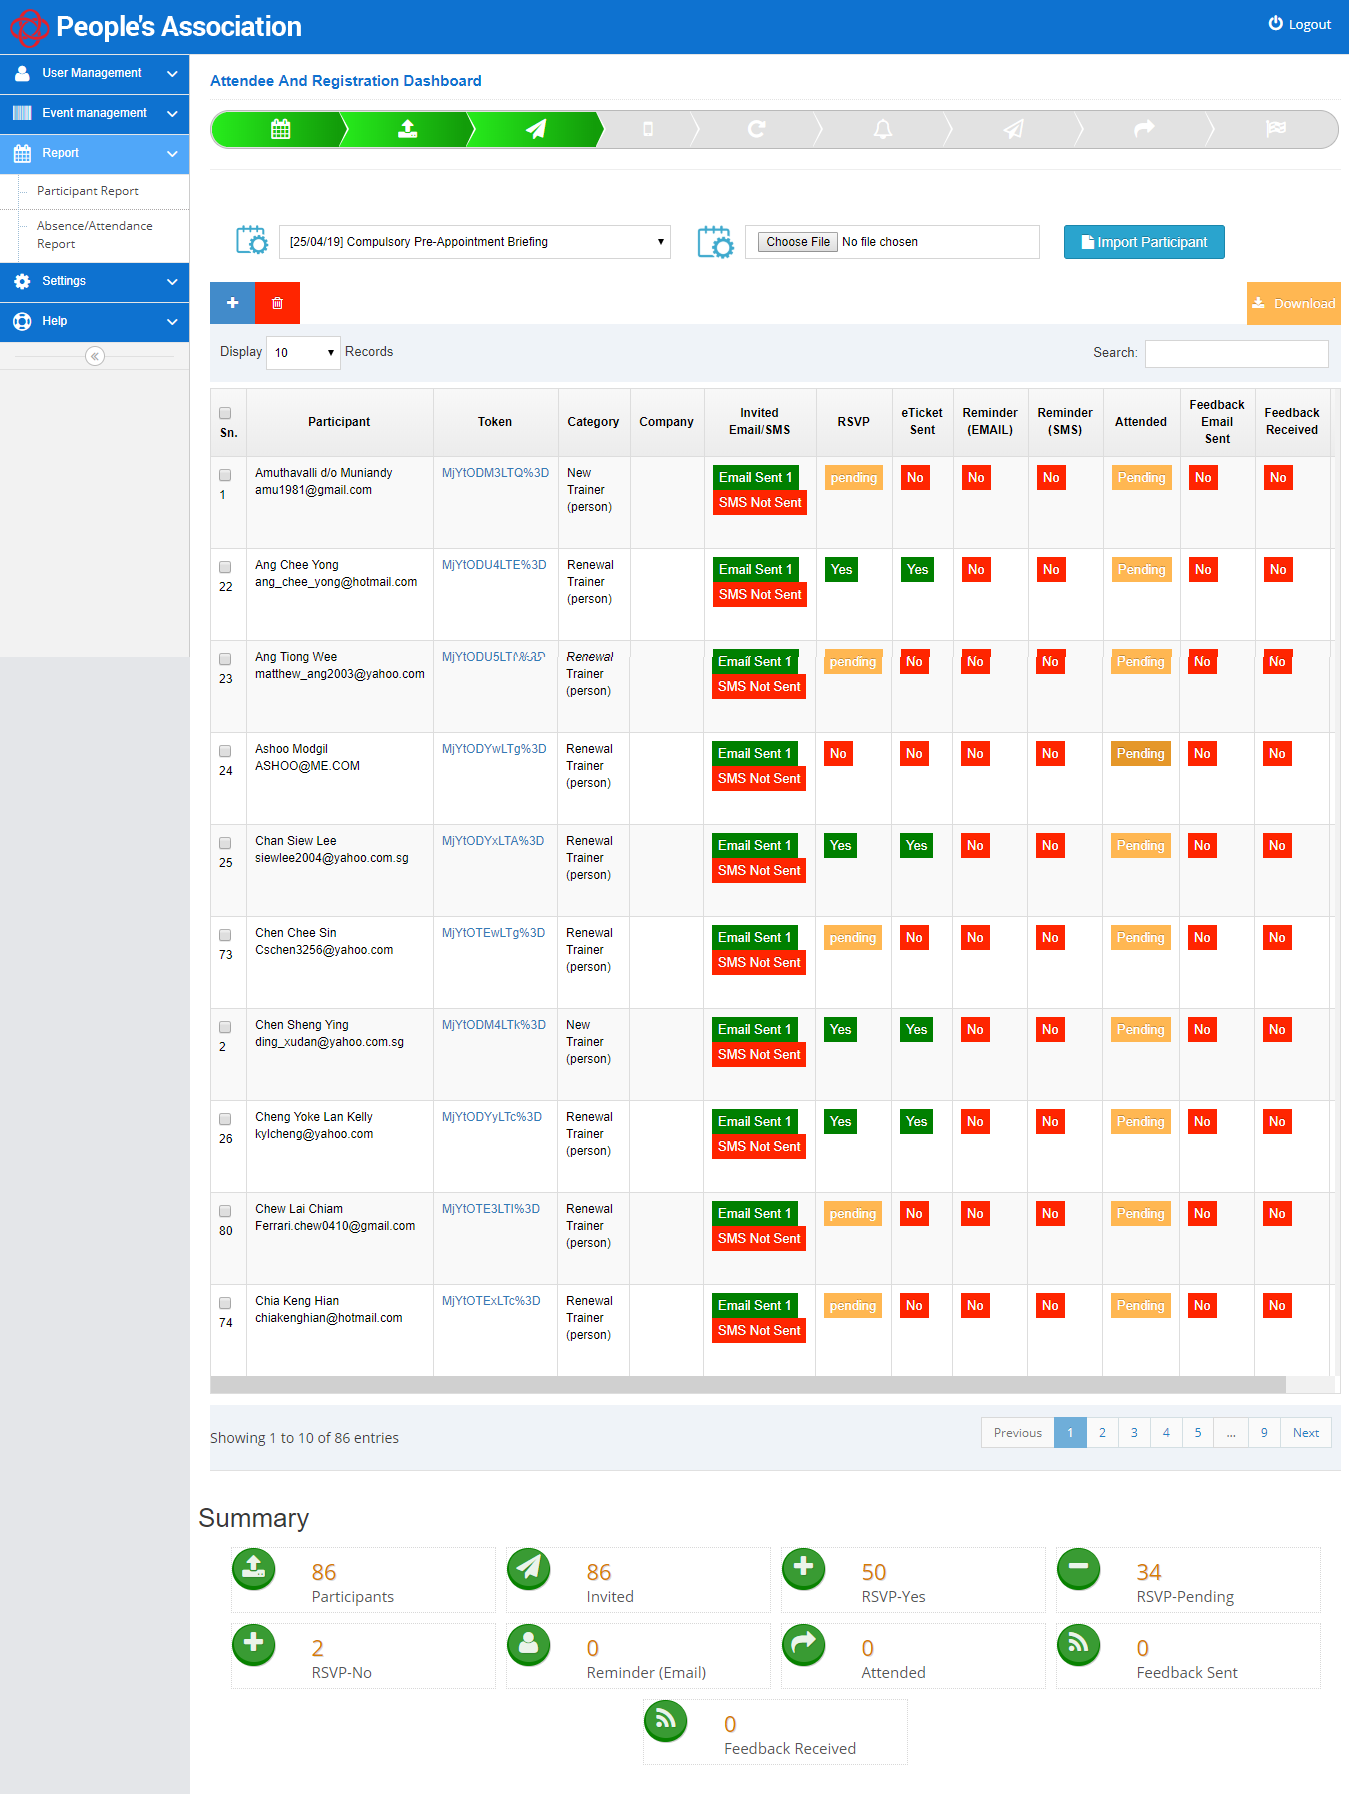 People's Association
Logout
User Management
Event management
Report
Participant Report
Absence/Attendance
Report
Settings
Help
Attendee And Registration Dashboard
[25/04/19] Compulsory Pre-Appointment Briefing
Choose File No file chosen
Import Participant
Download
Display 10 Records
Search:
Sn. Participant Token Category Company Invited Email/SMS RSVP eTicket Sent Reminder (EMAIL) Reminder (SMS) Attended Feedback Email Sent Feedback Received
1 Amuthavalli d/o Muniandy amu1981@gmail.com MjYtODM3LTQ%3D New Trainer (person) Email Sent 1 SMS Not Sent pending No No No Pending No No
22 Ang Chee Yong ang_chee_yong@hotmail.com MjYtODU4LTE%3D Renewal Trainer (person) Email Sent 1 SMS Not Sent Yes Yes No No Pending No No
23 Ang Tiong Wee matthew_ang2003@yahoo.com Renewal Trainer (person) Email Sent 1 SMS Not Sent pending No No No Pending No No
24 Ashoo Modgil ASHOO@ME.COM MjYtODYwLTg%3D Renewal Trainer (person) Email Sent 1 SMS Not Sent No No No No Pending No No
25 Chan Siew Lee siewlee2004@yahoo.com.sg MjYtODYxLTA%3D Renewal Trainer (person) Email Sent 1 SMS Not Sent Yes Yes No No Pending No No
73 Chen Chee Sin Cschen3256@yahoo.com MjYtOTEwLTg%3D Renewal Trainer (person) Email Sent 1 SMS Not Sent pending No No No Pending No No
2 Chen Sheng Ying ding_xudan@yahoo.com.sg MjYtODM4LTk%3D New Trainer (person) Email Sent 1 SMS Not Sent Yes Yes No No Pending No No
26 Cheng Yoke Lan Kelly kylcheng@yahoo.com MjYtODYyLTc%3D Renewal Trainer (person) Email Sent 1 SMS Not Sent Yes Yes No No Pending No No
80 Chew Lai Chiam Ferrari.chew0410@gmail.com MjYtOTE3LTI%3D Renewal Trainer (person) Email Sent 1 SMS Not Sent pending No No No Pending No No
74 Chia Keng Hian chiakenghian@hotmail.com MjYtOTExLTc%3D Renewal Trainer (person) Email Sent 1 SMS Not Sent pending No No No Pending No No
Showing 1 to 10 of 86 entries
Previous 1 2 3 4 5 ... 9 Next
Summary
86
Participants
86
Invited
50
RSVP-Yes
34
RSVP-Pending
2
RSVP-No
0
Reminder (Email)
0
Attended
0
Feedback Sent
0
Feedback Received